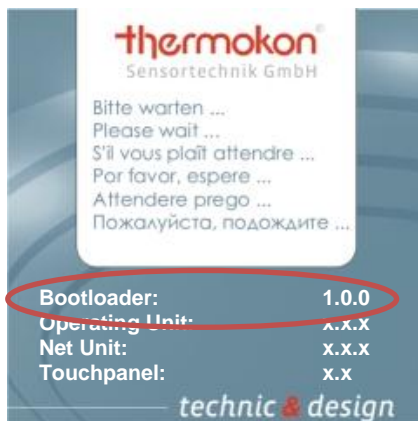 thermokon®
Sensortechnik GmbH
Bitte warten ...
Please wait ...
S'il vous plaît attendre ...
Por favor, espere ...
Attendere prego ...
Пожалуйста, подождите ...
Bootloader: 1.0.0
Operating Unit: x.x.x
Net Unit: x.x.x
Touchpanel: x.x
technic & design